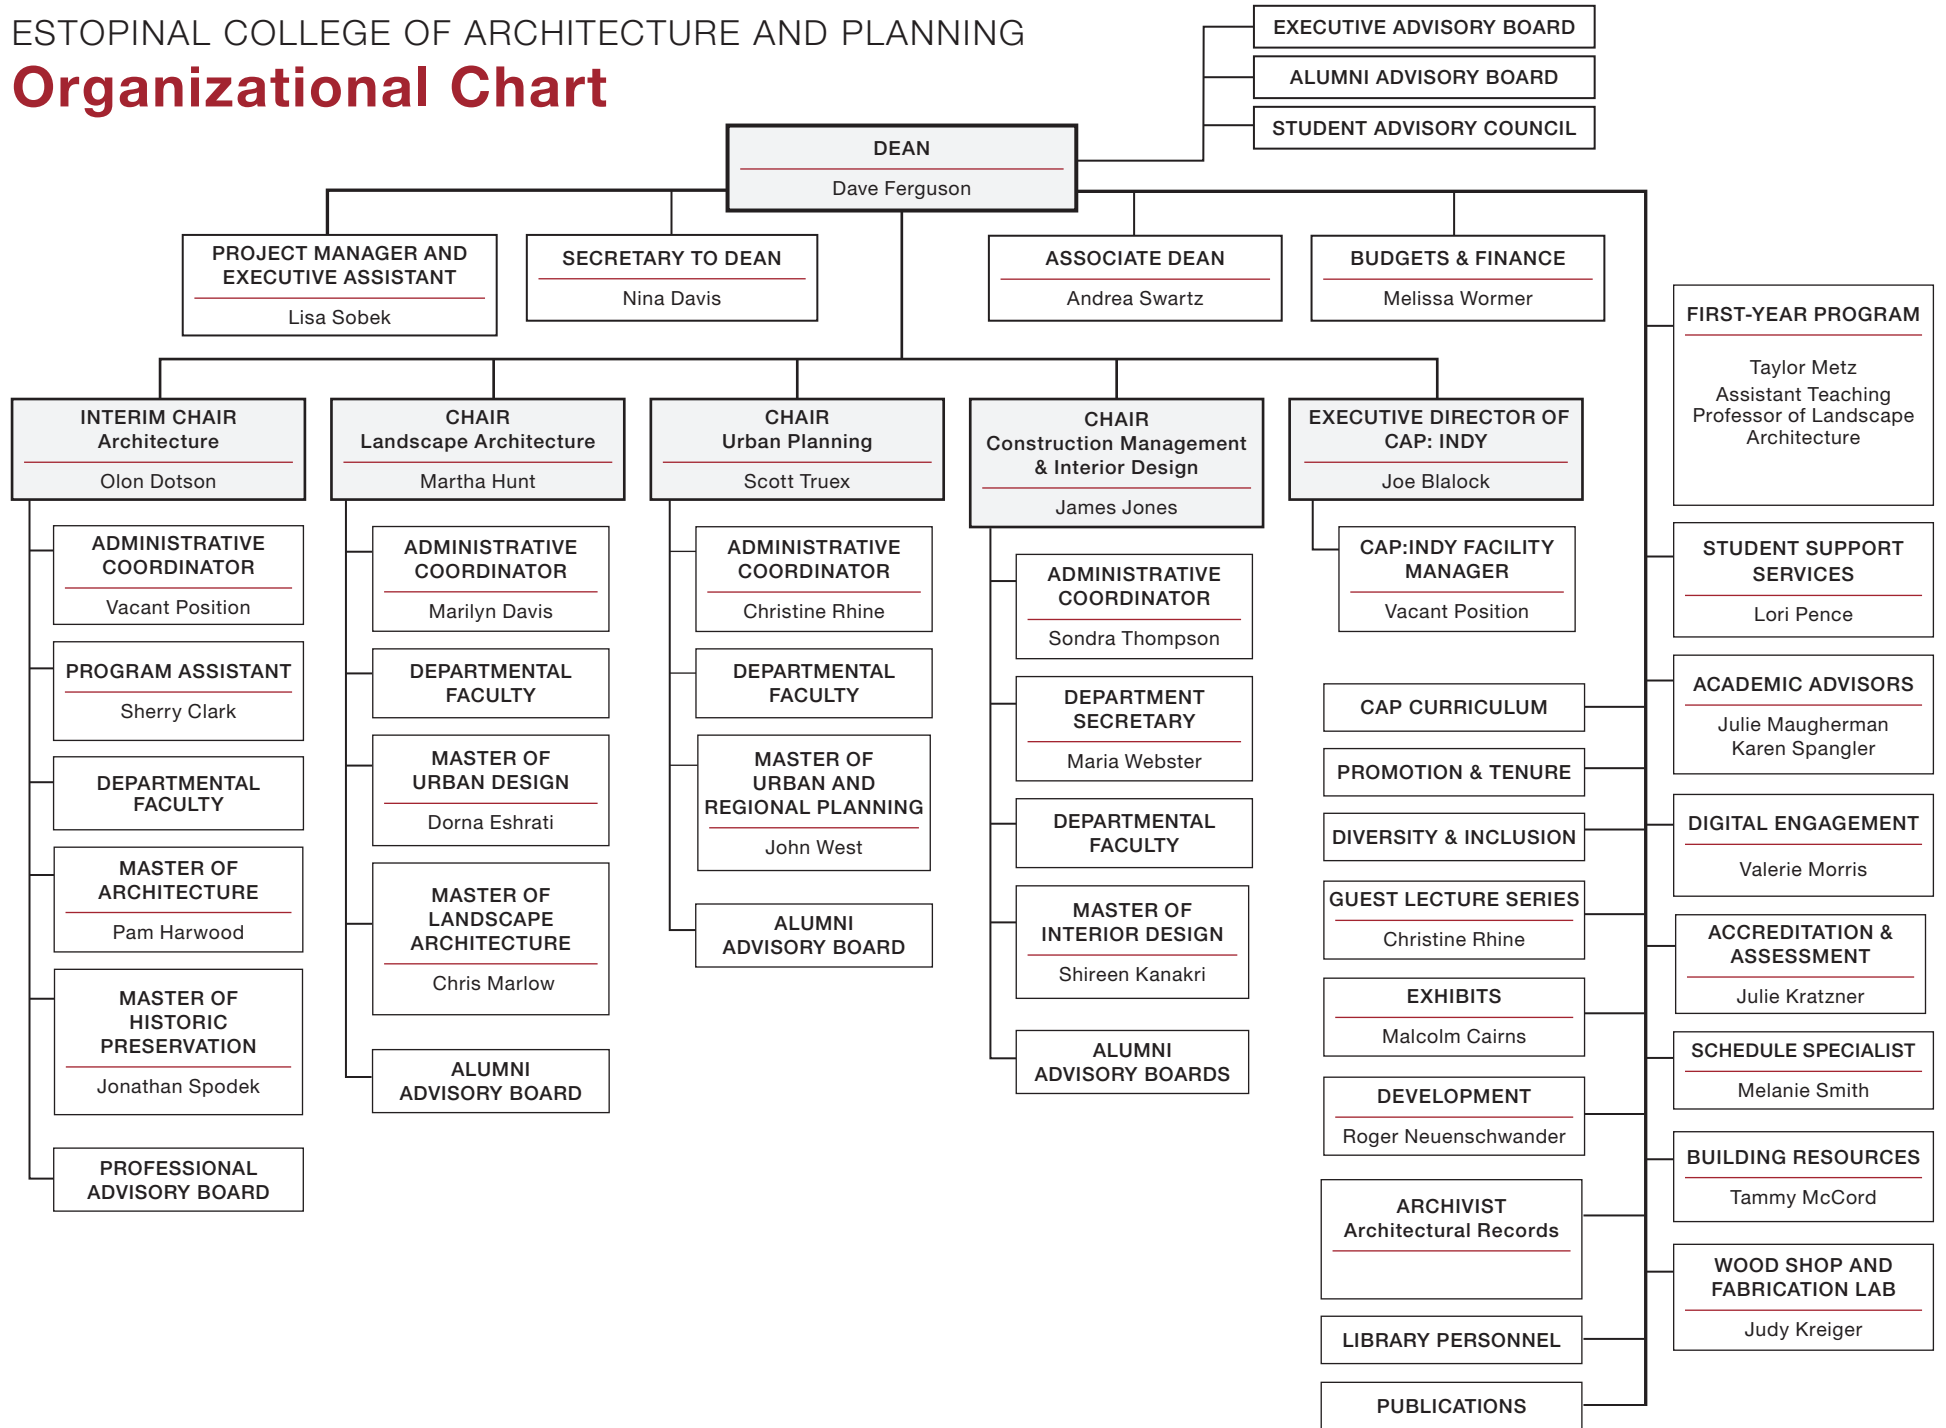 ESTOPINAL COLLEGE OF ARCHITECTURE AND PLANNING
Organizational Chart
EXECUTIVE ADVISORY BOARD
ALUMNI ADVISORY BOARD
STUDENT ADVISORY COUNCIL
DEAN
Dave Ferguson
PROJECT MANAGER AND
EXECUTIVE ASSISTANT
Lisa Sobek
SECRETARY TO DEAN
Nina Davis
ASSOCIATE DEAN
Andrea Swartz
BUDGETS & FINANCE
Melissa Wormer
INTERIM CHAIR
Architecture
Olon Dotson
ADMINISTRATIVE
COORDINATOR
Vacant Position
PROGRAM ASSISTANT
Sherry Clark
DEPARTMENTAL
FACULTY
MASTER OF
ARCHITECTURE
Pam Harwood
MASTER OF
HISTORIC
PRESERVATION
Jonathan Spodek
PROFESSIONAL
ADVISORY BOARD
CHAIR
Landscape Architecture
Martha Hunt
ADMINISTRATIVE
COORDINATOR
Marilyn Davis
DEPARTMENTAL
FACULTY
MASTER OF
URBAN DESIGN
Dorna Eshrati
MASTER OF
LANDSCAPE
ARCHITECTURE
Chris Marlow
ALUMNI
ADVISORY BOARD
CHAIR
Urban Planning
Scott Truex
ADMINISTRATIVE
COORDINATOR
Christine Rhine
DEPARTMENTAL
FACULTY
MASTER OF
URBAN AND
REGIONAL PLANNING
John West
ALUMNI
ADVISORY BOARD
CHAIR
Construction Management
& Interior Design
James Jones
ADMINISTRATIVE
COORDINATOR
Sondra Thompson
DEPARTMENT
SECRETARY
Maria Webster
DEPARTMENTAL
FACULTY
MASTER OF
INTERIOR DESIGN
Shireen Kanakri
ALUMNI
ADVISORY BOARDS
EXECUTIVE DIRECTOR OF
CAP: INDY
Joe Blalock
CAP:INDY FACILITY
MANAGER
Vacant Position
CAP CURRICULUM
PROMOTION & TENURE
DIVERSITY & INCLUSION
GUEST LECTURE SERIES
Christine Rhine
EXHIBITS
Malcolm Cairns
DEVELOPMENT
Roger Neuenschwander
ARCHIVIST
Architectural Records
LIBRARY PERSONNEL
PUBLICATIONS
FIRST-YEAR PROGRAM
Taylor Metz
Assistant Teaching
Professor of Landscape
Architecture
STUDENT SUPPORT
SERVICES
Lori Pence
ACADEMIC ADVISORS
Julie Maugherman
Karen Spangler
DIGITAL ENGAGEMENT
Valerie Morris
ACCREDITATION &
ASSESSMENT
Julie Kratzner
SCHEDULE SPECIALIST
Melanie Smith
BUILDING RESOURCES
Tammy McCord
WOOD SHOP AND
FABRICATION LAB
Judy Kreiger